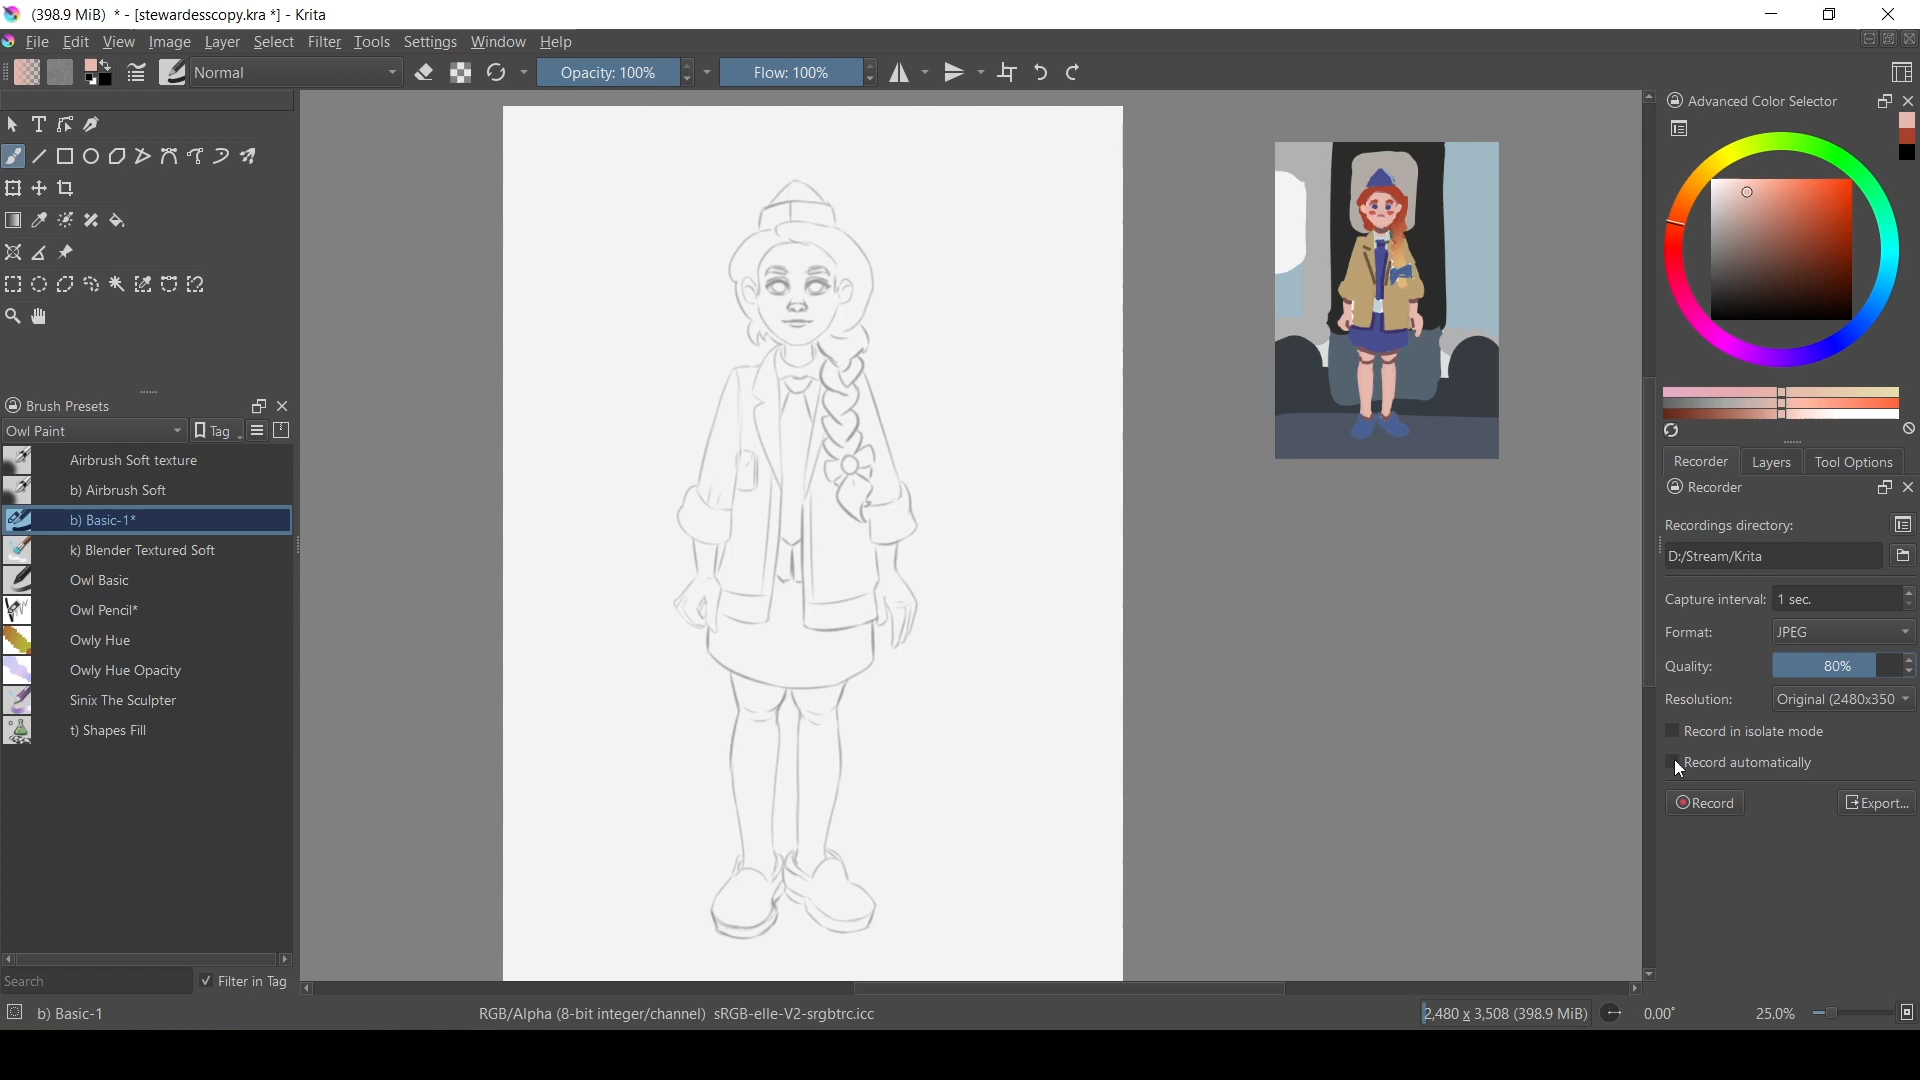 (398.9 MiB) * - [stewardesscopy.kra *] - Krita
File Edit View Image Layer Select Filter Tools Settings Window Help
Normal Opacity: 100% Flow: 100%
Advanced Color Selector
Brush Presets
Owl Paint Tag
Airbrush Soft texture
b) Airbrush Soft
b) Basic-1*
k) Blender Textured Soft
Owl Basic
Owl Pencil*
Owly Hue
Owly Hue Opacity
Sinix The Sculpter
t) Shapes Fill
Search Filter in Tag
Recorder Layers Tool Options
Recorder
Recordings directory:
D:/Stream/Krita
Capture interval: 1 sec.
Format: JPEG
Quality: 80%
Resolution: Original (2480x350
Record in isolate mode
Record automatically
Record Export...
b) Basic-1 RGB/Alpha (8-bit integer/channel) sRGB-elle-V2-srgbtrc.icc 2,480 x 3,508 (398.9 MiB) 0.00° 25.0%